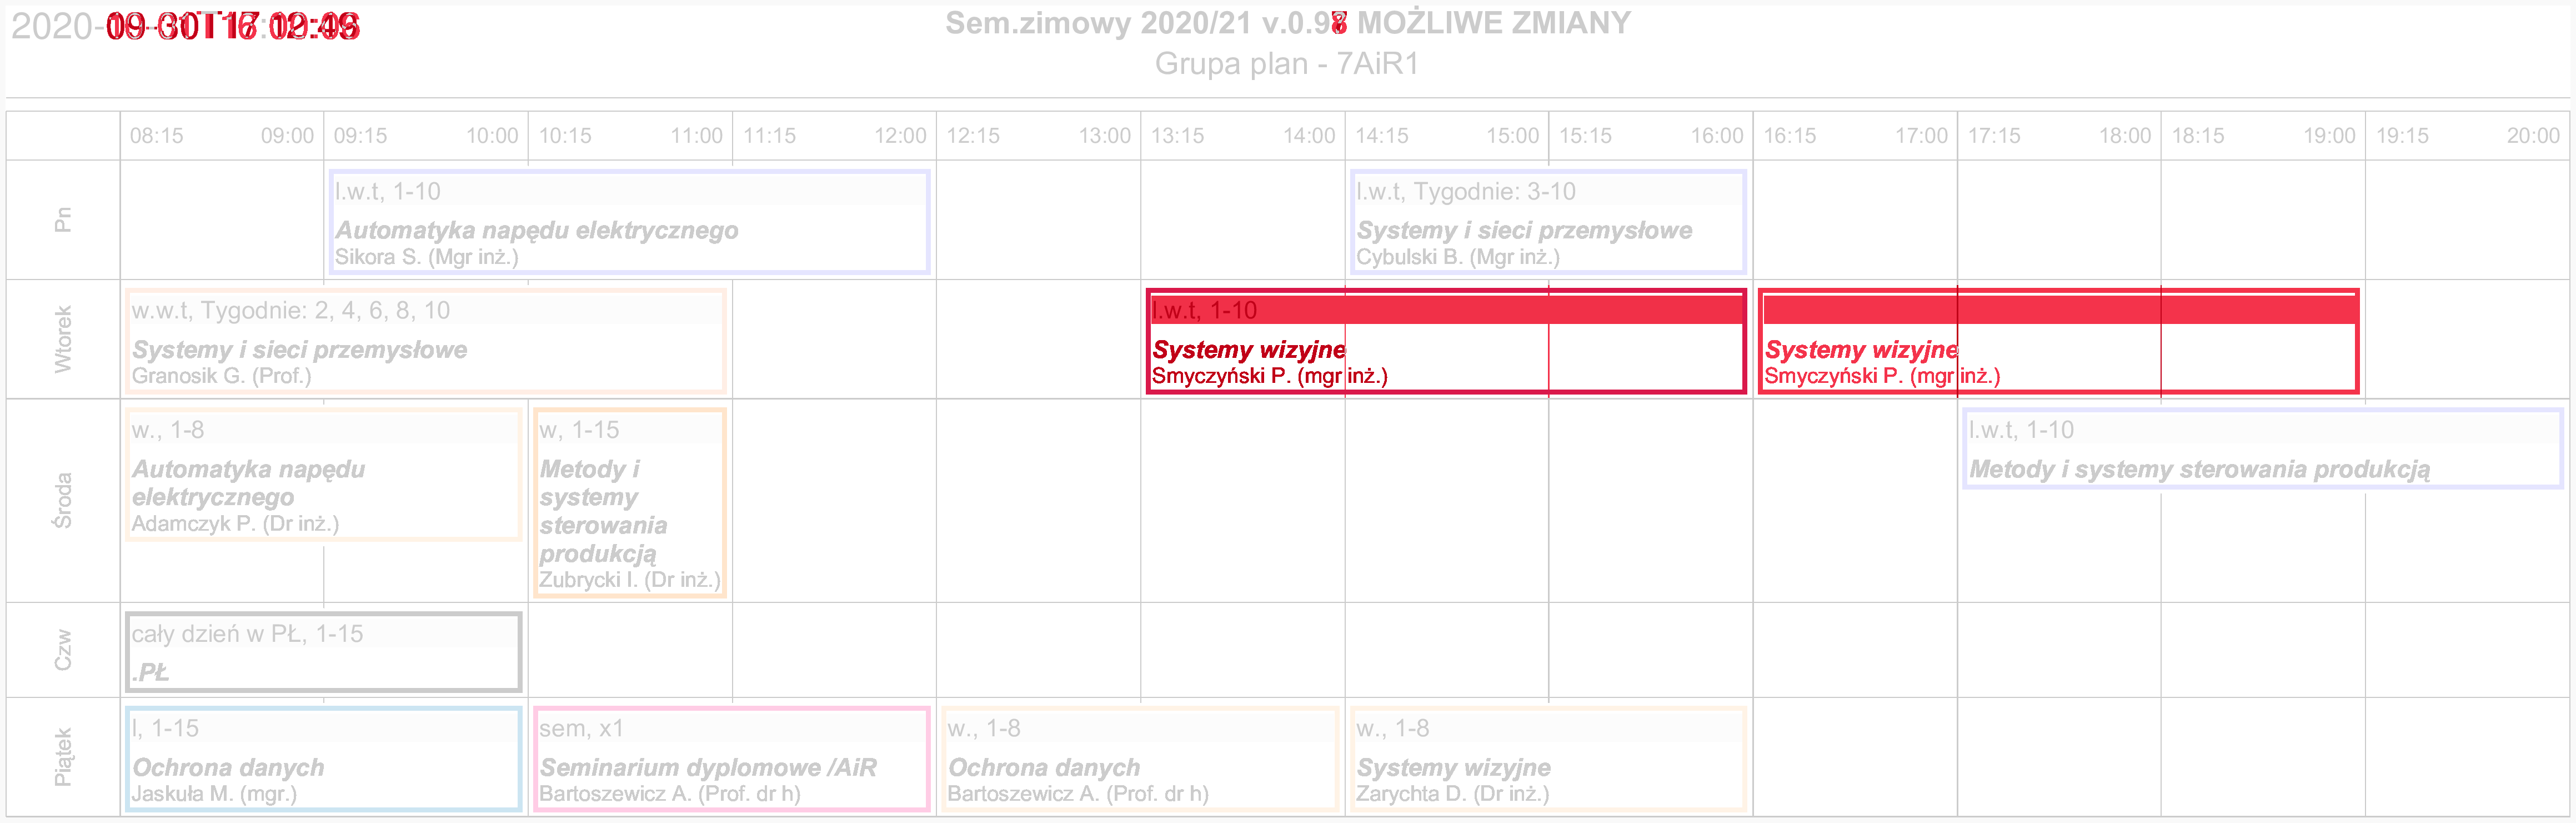 2020-
Sem.zimowy 2020/21 v.0.9 MOŻLIWE ZMIANY
Grupa plan - 7AiR1
08:15 09:00 09:15 10:00 10:15 11:00 11:15 12:00 12:15 13:00 13:15 14:00 14:15 15:00 15:15 16:00 16:15 17:00 17:15 18:00 18:15 19:00 19:15 20:00
Pn
l.w.t, 1-10
Automatyka napędu elektrycznego
Sikora S. (Mgr inż.)
l.w.t, Tygodnie: 3-10
Systemy i sieci przemysłowe
Cybulski B. (Mgr inż.)
Wtorek
w.w.t, Tygodnie: 2, 4, 6, 8, 10
Systemy i sieci przemysłowe
Granosik G. (Prof.)
l.w.t, 1-10
Systemy wizyjne
Smyczyński P. (mgr inż.)
Systemy wizyjne
Smyczyński P. (mgr inż.)
Środa
w., 1-8
Automatyka napędu
elektrycznego
Adamczyk P. (Dr inż.)
w, 1-15
Metody i
systemy
sterowania
produkcją
Zubrycki I. (Dr inż.)
l.w.t, 1-10
Metody i systemy sterowania produkcją
Czw
cały dzień w PŁ, 1-15
.PŁ
Piątek
l, 1-15
Ochrona danych
Jaskuła M. (mgr.)
sem, x1
Seminarium dyplomowe /AiR
Bartoszewicz A. (Prof. dr h)
w., 1-8
Ochrona danych
Bartoszewicz A. (Prof. dr h)
w., 1-8
Systemy wizyjne
Zarychta D. (Dr inż.)